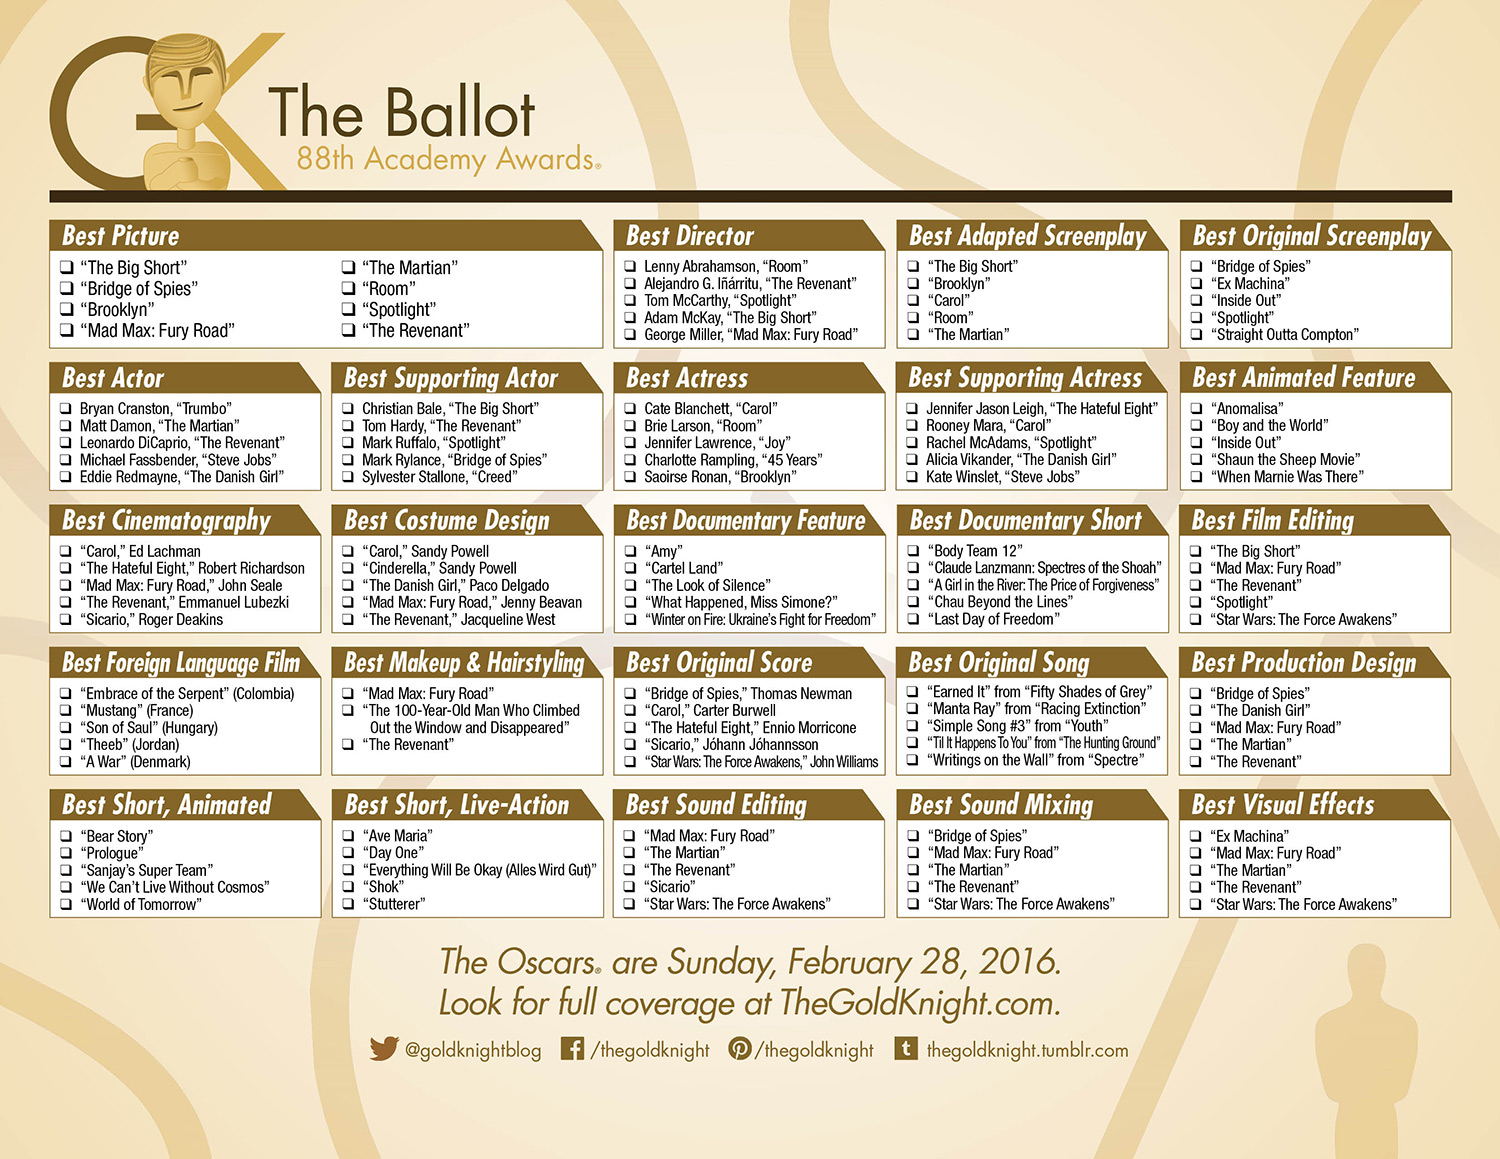 GK
The Ballot
88th Academy Awards®
Best Picture
"The Big Short"
"Bridge of Spies"
"Brooklyn"
"Mad Max: Fury Road"
"The Martian"
"Room"
"Spotlight"
"The Revenant"
Best Director
Lenny Abrahamson, "Room"
Alejandro G. Iñárritu, "The Revenant"
Tom McCarthy, "Spotlight"
Adam McKay, "The Big Short"
George Miller, "Mad Max: Fury Road"
Best Adapted Screenplay
"The Big Short"
"Brooklyn"
"Carol"
"Room"
"The Martian"
Best Original Screenplay
"Bridge of Spies"
"Ex Machina"
"Inside Out"
"Spotlight"
"Straight Outta Compton"
Best Actor
Bryan Cranston, "Trumbo"
Matt Damon, "The Martian"
Leonardo DiCaprio, "The Revenant"
Michael Fassbender, "Steve Jobs"
Eddie Redmayne, "The Danish Girl"
Best Supporting Actor
Christian Bale, "The Big Short"
Tom Hardy, "The Revenant"
Mark Ruffalo, "Spotlight"
Mark Rylance, "Bridge of Spies"
Sylvester Stallone, "Creed"
Best Actress
Cate Blanchett, "Carol"
Brie Larson, "Room"
Jennifer Lawrence, "Joy"
Charlotte Rampling, "45 Years"
Saoirse Ronan, "Brooklyn"
Best Supporting Actress
Jennifer Jason Leigh, "The Hateful Eight"
Rooney Mara, "Carol"
Rachel McAdams, "Spotlight"
Alicia Vikander, "The Danish Girl"
Kate Winslet, "Steve Jobs"
Best Animated Feature
"Anomalisa"
"Boy and the World"
"Inside Out"
"Shaun the Sheep Movie"
"When Marnie Was There"
Best Cinematography
"Carol," Ed Lachman
"The Hateful Eight," Robert Richardson
"Mad Max: Fury Road," John Seale
"The Revenant," Emmanuel Lubezki
"Sicario," Roger Deakins
Best Costume Design
"Carol," Sandy Powell
"Cinderella," Sandy Powell
"The Danish Girl," Paco Delgado
"Mad Max: Fury Road," Jenny Beavan
"The Revenant," Jacqueline West
Best Documentary Feature
"Amy"
"Cartel Land"
"The Look of Silence"
"What Happened, Miss Simone?"
"Winter on Fire: Ukraine's Fight for Freedom"
Best Documentary Short
"Body Team 12"
"Claude Lanzmann: Spectres of the Shoah"
"A Girl in the River: The Price of Forgiveness"
"Chau Beyond the Lines"
"Last Day of Freedom"
Best Film Editing
"The Big Short"
"Mad Max: Fury Road"
"The Revenant"
"Spotlight"
"Star Wars: The Force Awakens"
Best Foreign Language Film
"Embrace of the Serpent" (Colombia)
"Mustang" (France)
"Son of Saul" (Hungary)
"Theeb" (Jordan)
"A War" (Denmark)
Best Makeup & Hairstyling
"Mad Max: Fury Road"
"The 100-Year-Old Man Who Climbed
Out the Window and Disappeared"
"The Revenant"
Best Original Score
"Bridge of Spies," Thomas Newman
"Carol," Carter Burwell
"The Hateful Eight," Ennio Morricone
"Sicario," Jóhann Jóhannsson
"Star Wars: The Force Awakens," John Williams
Best Original Song
"Earned It" from "Fifty Shades of Grey"
"Manta Ray" from "Racing Extinction"
"Simple Song #3" from "Youth"
"Til It Happens To You" from "The Hunting Ground"
"Writings on the Wall" from "Spectre"
Best Production Design
"Bridge of Spies"
"The Danish Girl"
"Mad Max: Fury Road"
"The Martian"
"The Revenant"
Best Short, Animated
"Bear Story"
"Prologue"
"Sanjay's Super Team"
"We Can't Live Without Cosmos"
"World of Tomorrow"
Best Short, Live-Action
"Ave Maria"
"Day One"
"Everything Will Be Okay (Alles Wird Gut)"
"Shok"
"Stutterer"
Best Sound Editing
"Mad Max: Fury Road"
"The Martian"
"The Revenant"
"Sicario"
"Star Wars: The Force Awakens"
Best Sound Mixing
"Bridge of Spies"
"Mad Max: Fury Road"
"The Martian"
"The Revenant"
"Star Wars: The Force Awakens"
Best Visual Effects
"Ex Machina"
"Mad Max: Fury Road"
"The Martian"
"The Revenant"
"Star Wars: The Force Awakens"
The Oscars® are Sunday, February 28, 2016.
Look for full coverage at TheGoldKnight.com.
@goldknightblog /thegoldknight /thegoldknight thegoldknight.tumblr.com